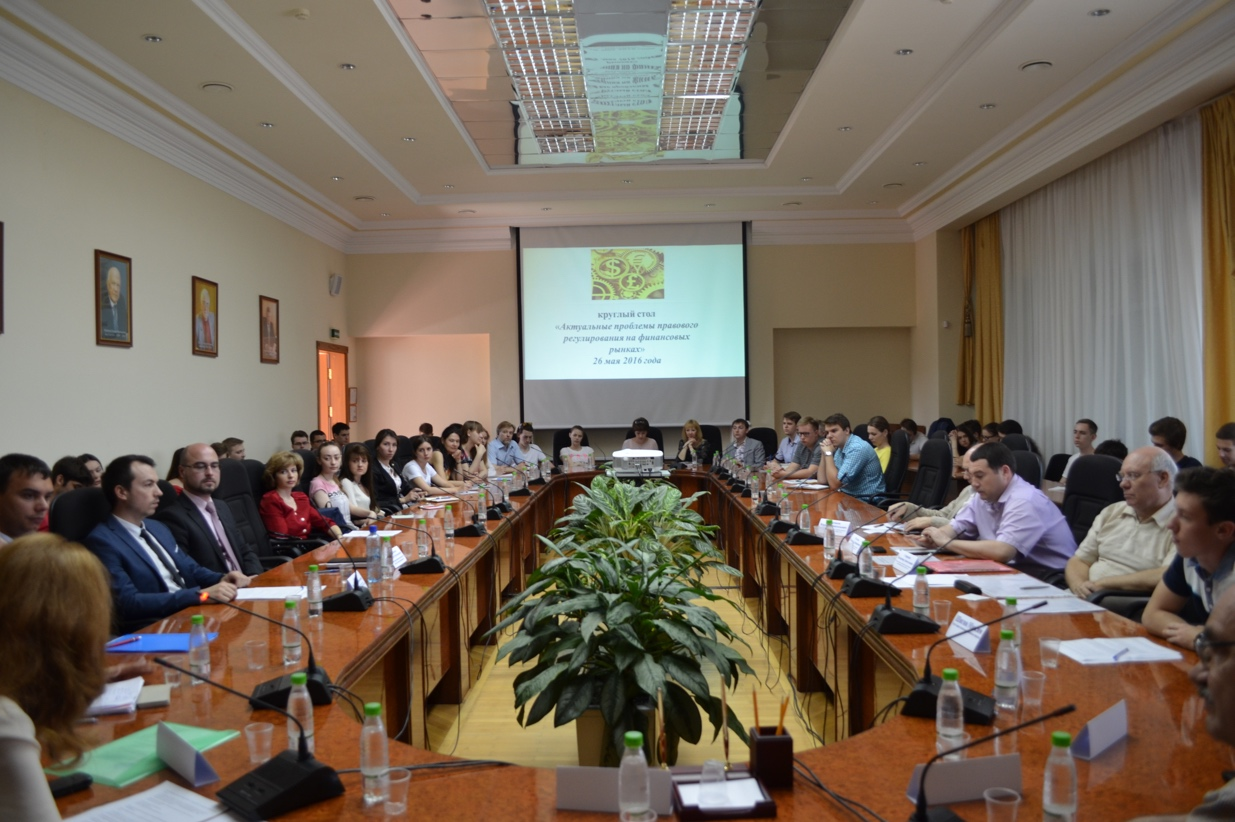 круглый стол
«Актуальные проблемы правового
регулирования на финансовых
рынках»
26 мая 2016 года